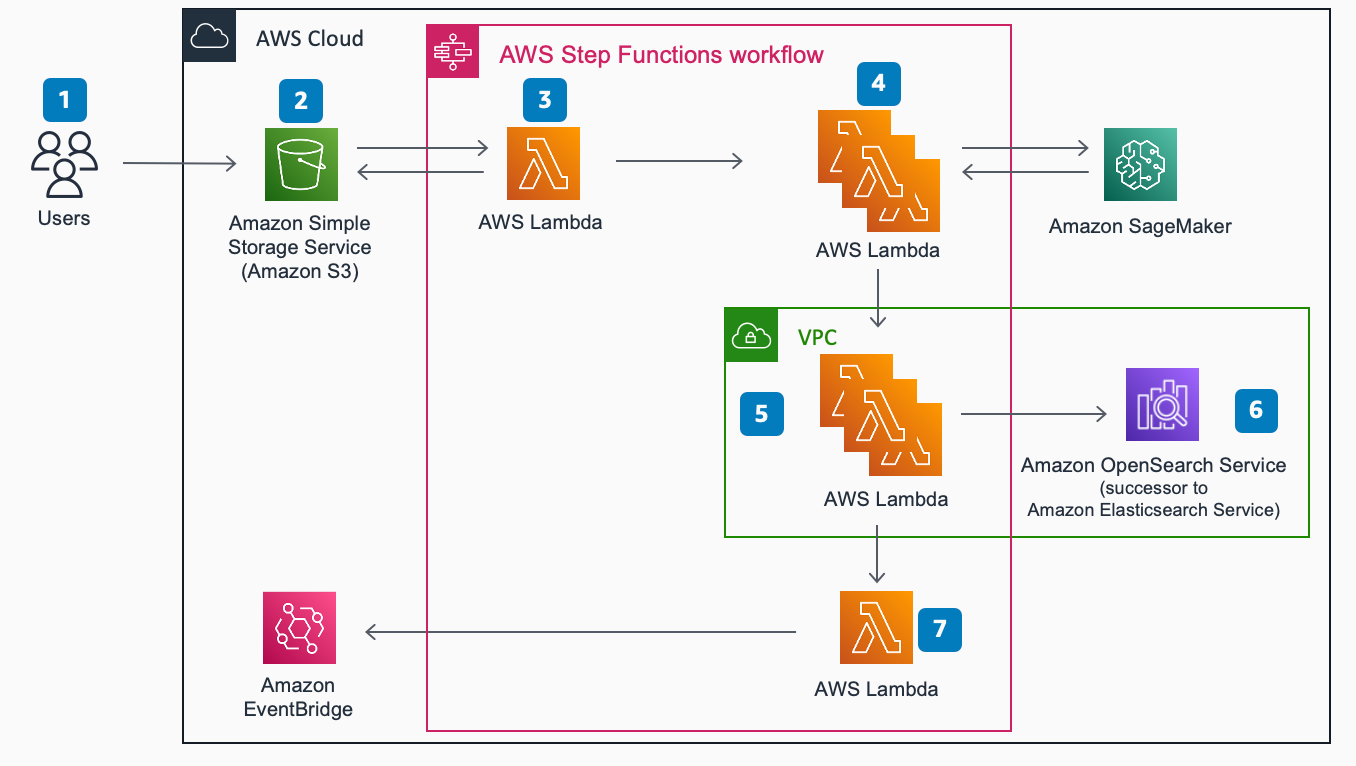 AWS Cloud
AWS Step Functions workflow
1
2
3
4
Users
Amazon Simple
Storage Service
(Amazon S3)
AWS Lambda
AWS Lambda
Amazon SageMaker
VPC
5
6
AWS Lambda
Amazon OpenSearch Service
(successor to
Amazon Elasticsearch Service)
7
AWS Lambda
Amazon
EventBridge